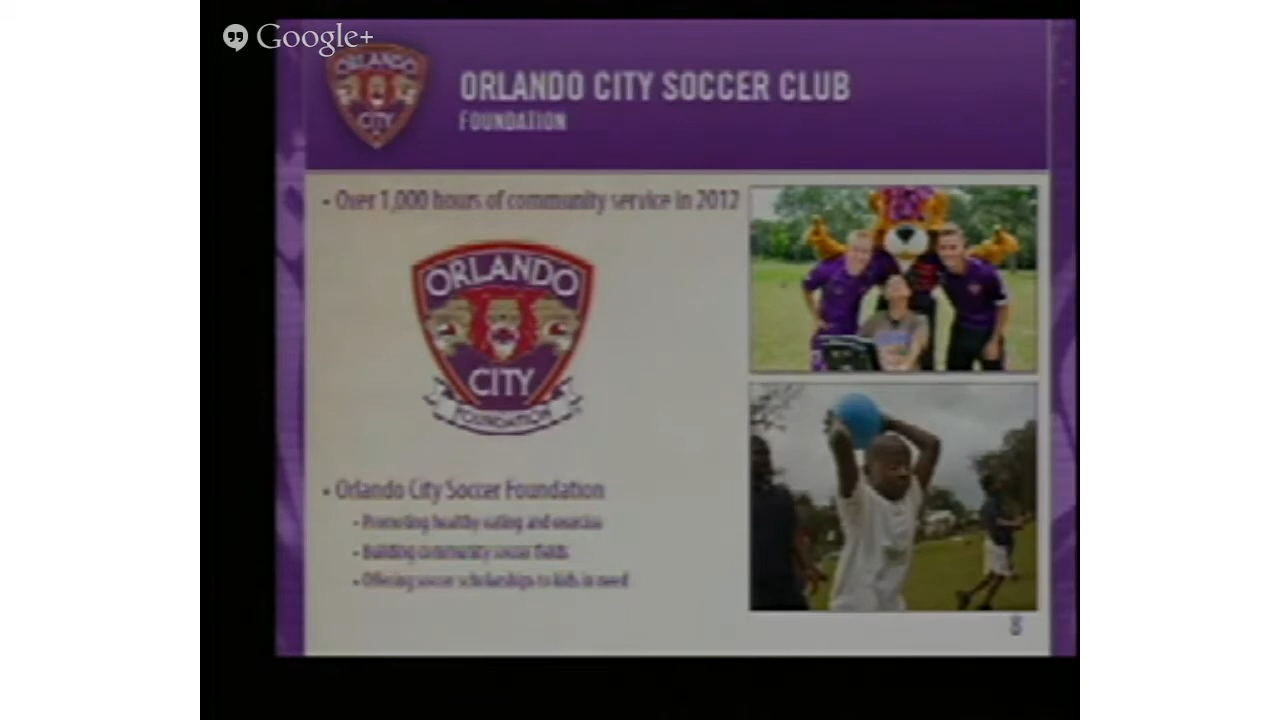 Google+
ORLANDO CITY
ORLANDO CITY SOCCER CLUB
FOUNDATION
• Over 1,000 hours of community service in 2012
ORLANDO
CITY
FOUNDATION
• Orlando City Soccer Foundation
• Promoting healthy eating and exercise
• Building community soccer fields
• Offering soccer scholarships to kids in need